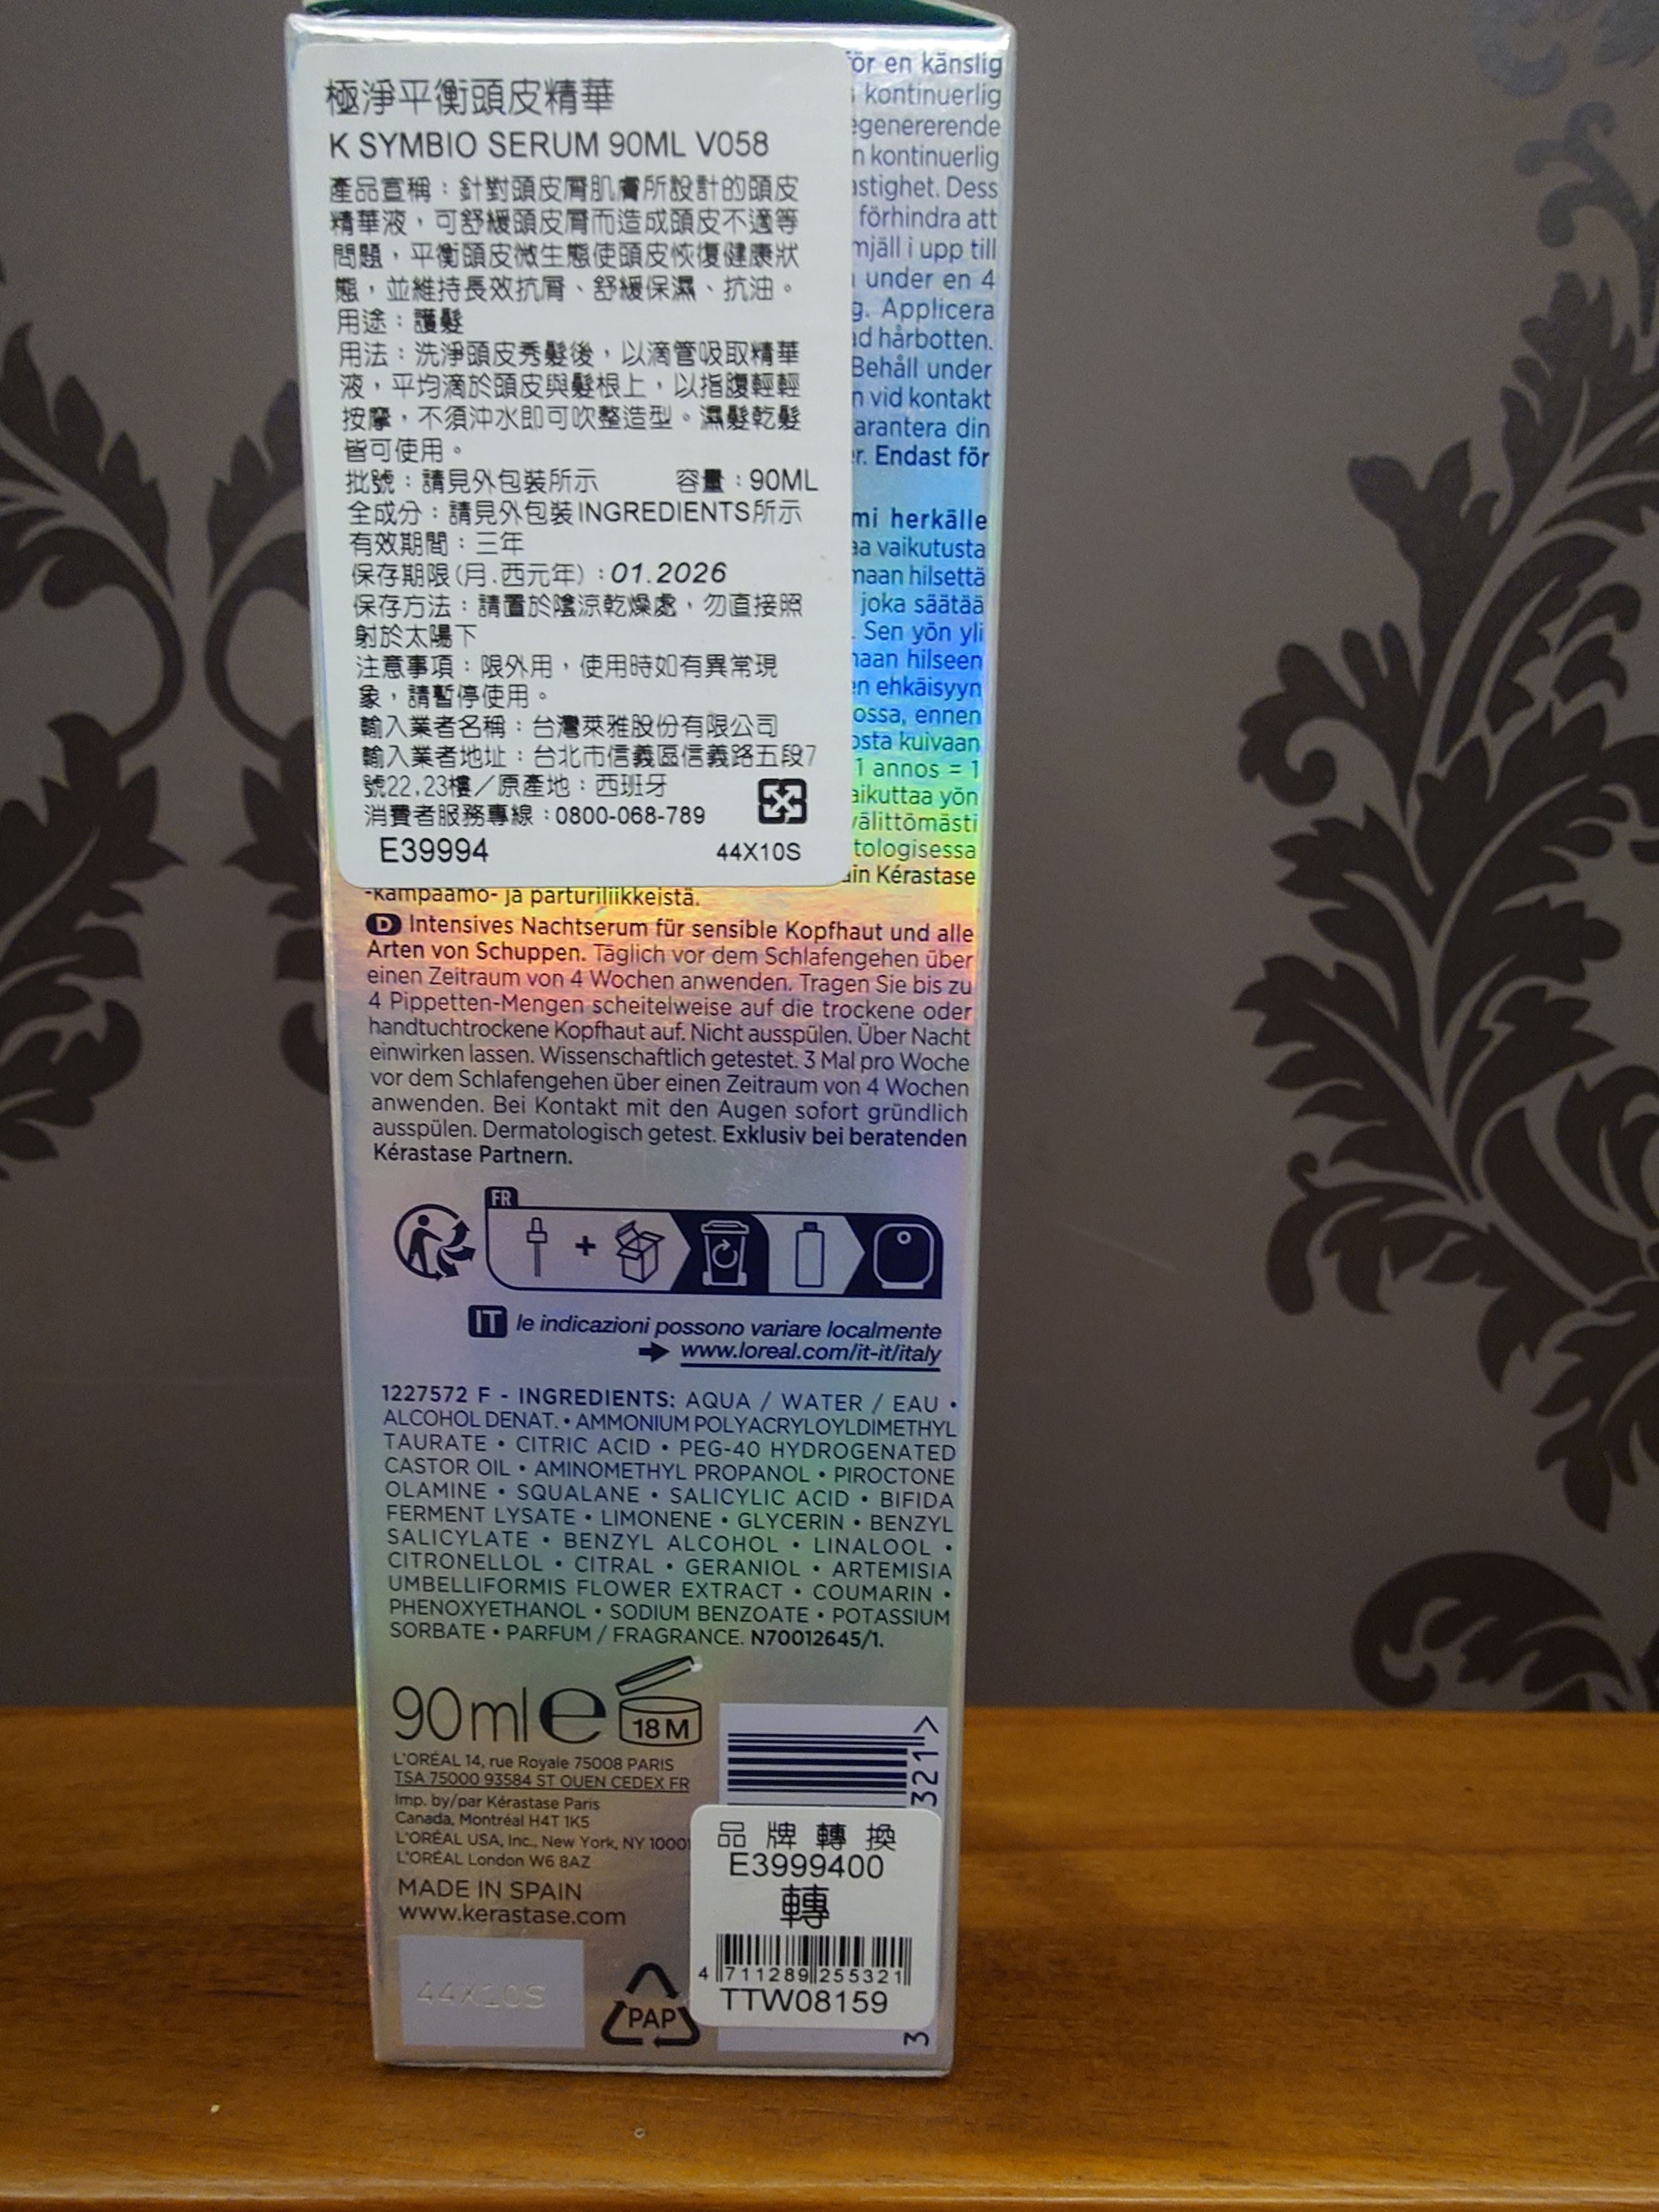 極淨平衡頭皮精華
K SYMBIO SERUM 90ML V058
產品宣稱：針對頭皮屑肌膚所設計的頭皮
精華液，可舒緩頭皮屑而造成頭皮不適等
問題，平衡頭皮微生態使頭皮恢復健康狀
態，並維持長效抗屑、舒緩保濕、抗油。
用途：護髮
用法：洗淨頭皮秀髮後，以滴管吸取精華
液，平均滴於頭皮與髮根上，以指腹輕輕
按摩，不須沖水即可吹整造型。濕髮乾髮
皆可使用。
批號：請見外包裝所示 容量：90ML
全成分：請見外包裝INGREDIENTS所示
有效期間：三年
保存期限(月.西元年)：01.2026
保存方法：請置於陰涼乾燥處，勿直接照
射於太陽下
注意事項：限外用，使用時如有異常現
象，請暫停使用。
輸入業者名稱：台灣萊雅股份有限公司
輸入業者地址：台北市信義區信義路五段7
號22,23樓／原產地：西班牙
消費者服務專線：0800-068-789
E39994 44X10S
för en känslig
kontinuerlig
egenererende
n kontinuerlig
astighet. Dess
förhindra att
mjäll i upp till
under en 4
g. Applicera
ad hårbotten.
Behåll under
n vid kontakt
arantera din
r. Endast för
mi herkälle
aa vaikutusta
maan hilsettä
joka säätää
. Sen yön yli
maan hilseen
en ehkäisyyn
ossa, ennen
osta kuivaan
1 annos = 1
aikuttaa yön
välittömästi
tologisessa
ain Kérastase
-kampaamo- ja parturiliikkeistä.
D Intensives Nachtserum für sensible Kopfhaut und alle
Arten von Schuppen. Täglich vor dem Schlafengehen über
einen Zeitraum von 4 Wochen anwenden. Tragen Sie bis zu
4 Pippetten-Mengen scheitelweise auf die trockene oder
handtuchtrockene Kopfhaut auf. Nicht ausspülen. Über Nacht
einwirken lassen. Wissenschaftlich getestet. 3 Mal pro Woche
vor dem Schlafengehen über einen Zeitraum von 4 Wochen
anwenden. Bei Kontakt mit den Augen sofort gründlich
ausspülen. Dermatologisch getest. Exklusiv bei beratenden
Kérastase Partnern.
FR
+
IT le indicazioni possono variare localmente
www.loreal.com/it-it/italy
1227572 F - INGREDIENTS: AQUA / WATER / EAU •
ALCOHOL DENAT. • AMMONIUM POLYACRYLOYLDIMETHYL
TAURATE • CITRIC ACID • PEG-40 HYDROGENATED
CASTOR OIL • AMINOMETHYL PROPANOL • PIROCTONE
OLAMINE • SQUALANE • SALICYLIC ACID • BIFIDA
FERMENT LYSATE • LIMONENE • GLYCERIN • BENZYL
SALICYLATE • BENZYL ALCOHOL • LINALOOL •
CITRONELLOL • CITRAL • GERANIOL • ARTEMISIA
UMBELLIFORMIS FLOWER EXTRACT • COUMARIN •
PHENOXYETHANOL • SODIUM BENZOATE • POTASSIUM
SORBATE • PARFUM / FRAGRANCE. N70012645/1.
90 ml e 18 M
L'ORÉAL 14, rue Royale 75008 PARIS
TSA 75000 93584 ST OUEN CEDEX FR
Imp. by/par Kérastase Paris
Canada, Montréal H4T 1K5
L'ORÉAL USA, Inc., New York, NY 10001
L'ORÉAL London W6 8AZ
MADE IN SPAIN
www.kerastase.com
44X10S
PAP
321>
品牌轉換
E3999400
轉
4 711289 255321
TTW08159
3